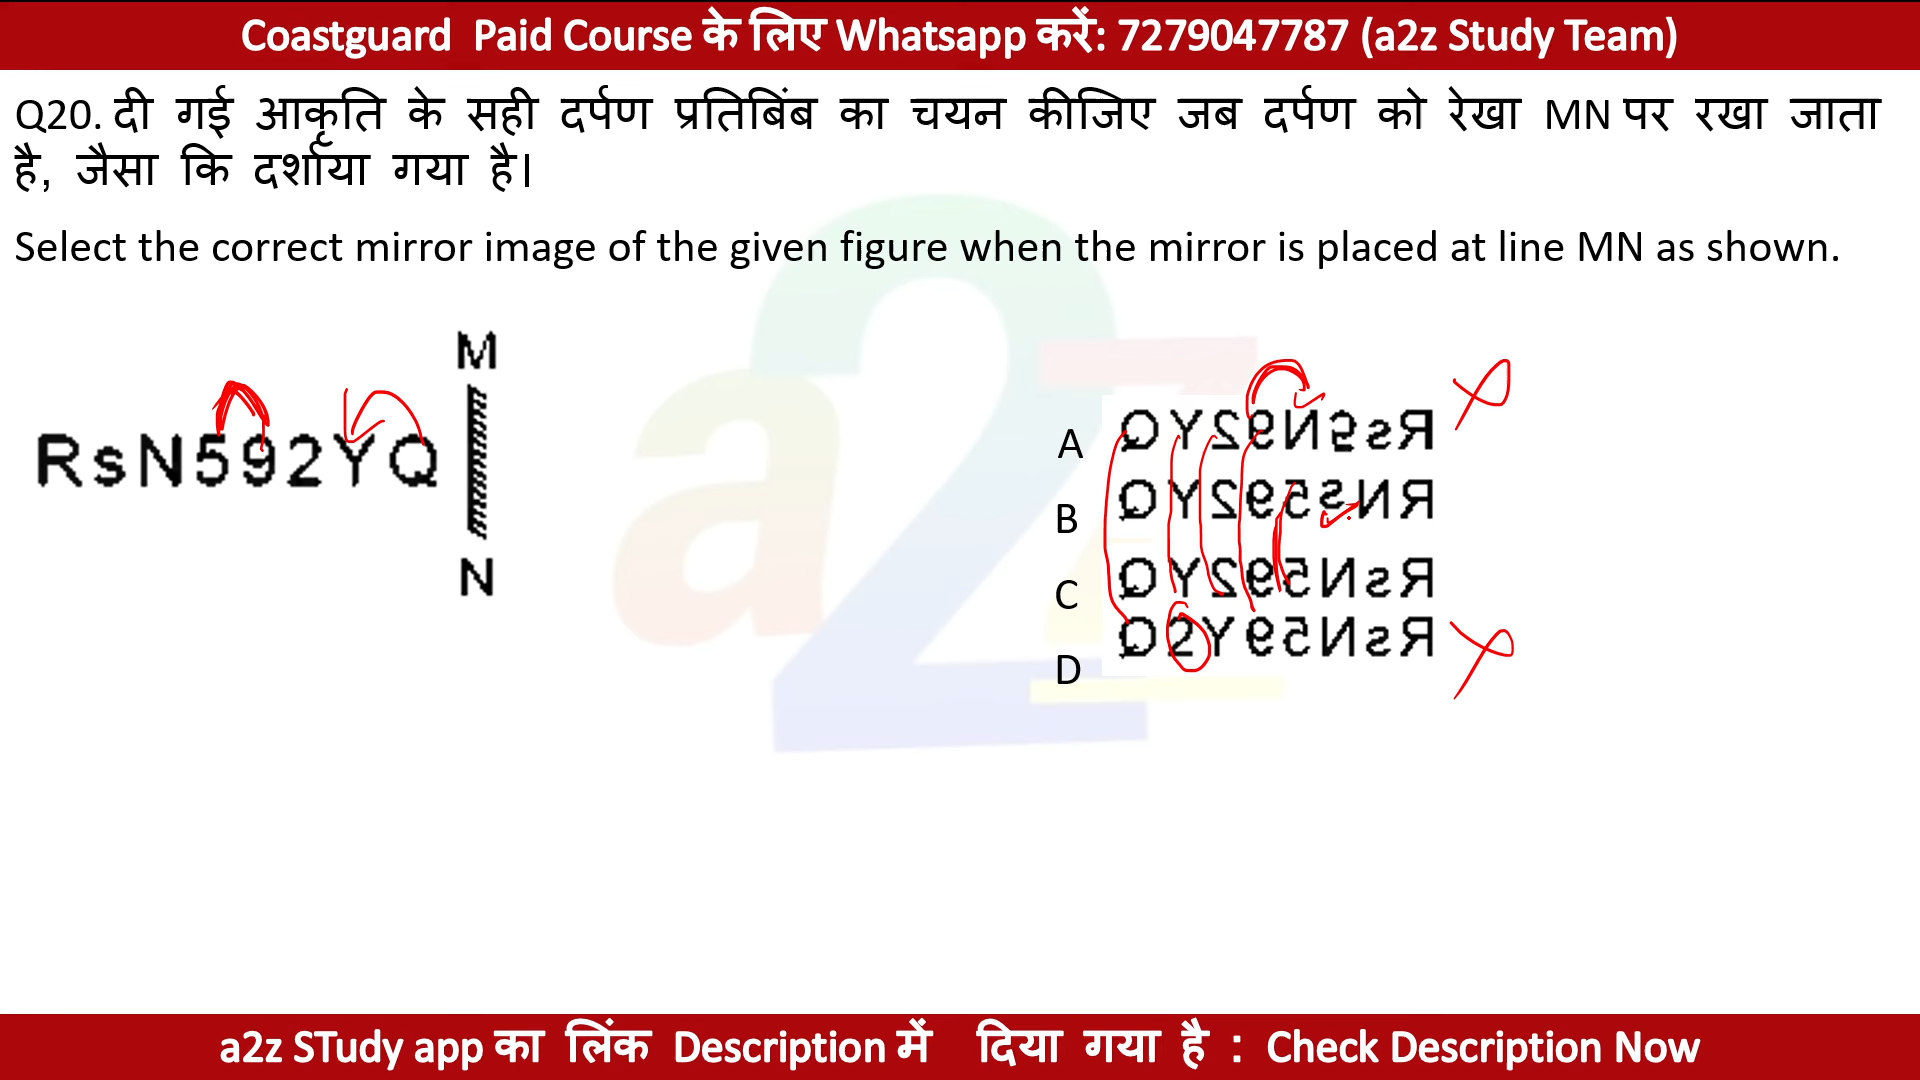 Coastguard Paid Course के लिए Whatsapp करें: 7279047787 (a2z Study Team)
Q20. दी गई आकृति के सही दर्पण प्रतिबिंब का चयन कीजिए जब दर्पण को रेखा MN पर रखा जाता
है, जैसा कि दर्शाया गया है।
Select the correct mirror image of the given figure when the mirror is placed at line MN as shown.
M
RsN592YQ
N
A
B
C
D
a2z
a2z STudy app का लिंक Description में दिया गया है : Check Description Now